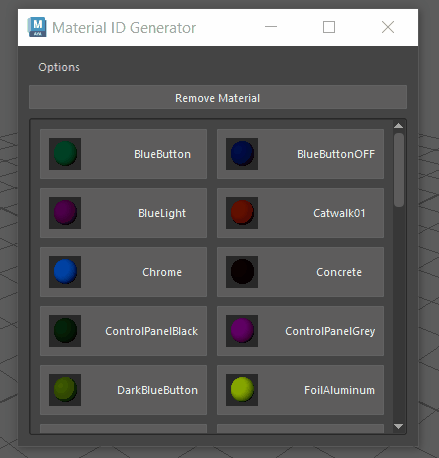 M
Material ID Generator
Options
Remove Material
BlueButton
BlueButtonOFF
BlueLight
Catwalk01
Chrome
Concrete
ControlPanelBlack
ControlPanelGrey
DarkBlueButton
FoilAluminum